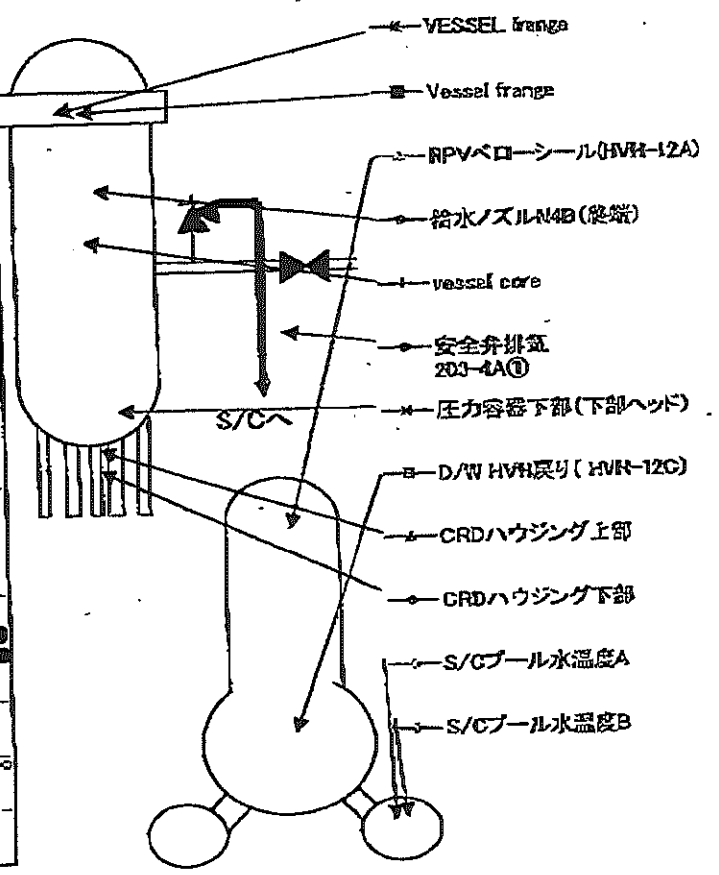 VESSEL frange
Vessel frange
RPVベローシール(HVH-12A)
給水ノズルN4B(終端)
vessel core
安全弁排気
203-4A①
圧力容器下部(下部ヘッド)
S/Cへ
D/W HVH戻り( HVH-12C)
CRDハウジング上部
CRDハウジング下部
S/Cプール水温度A
S/Cプール水温度B